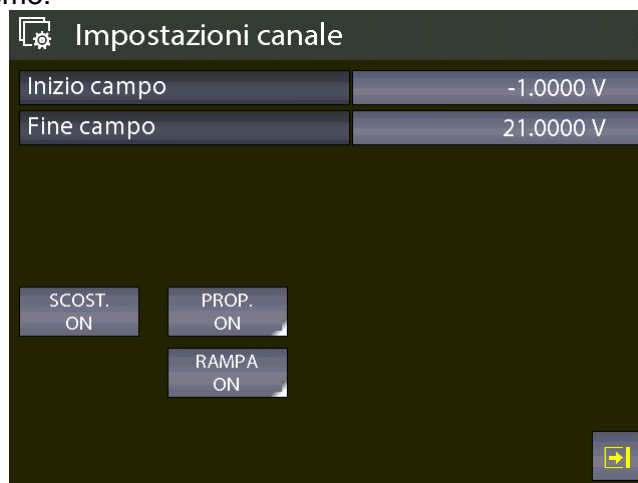 Impostazioni canale
Inizio campo -1.0000 V
Fine campo 21.0000 V
SCOST. ON
PROP. ON
RAMPA ON